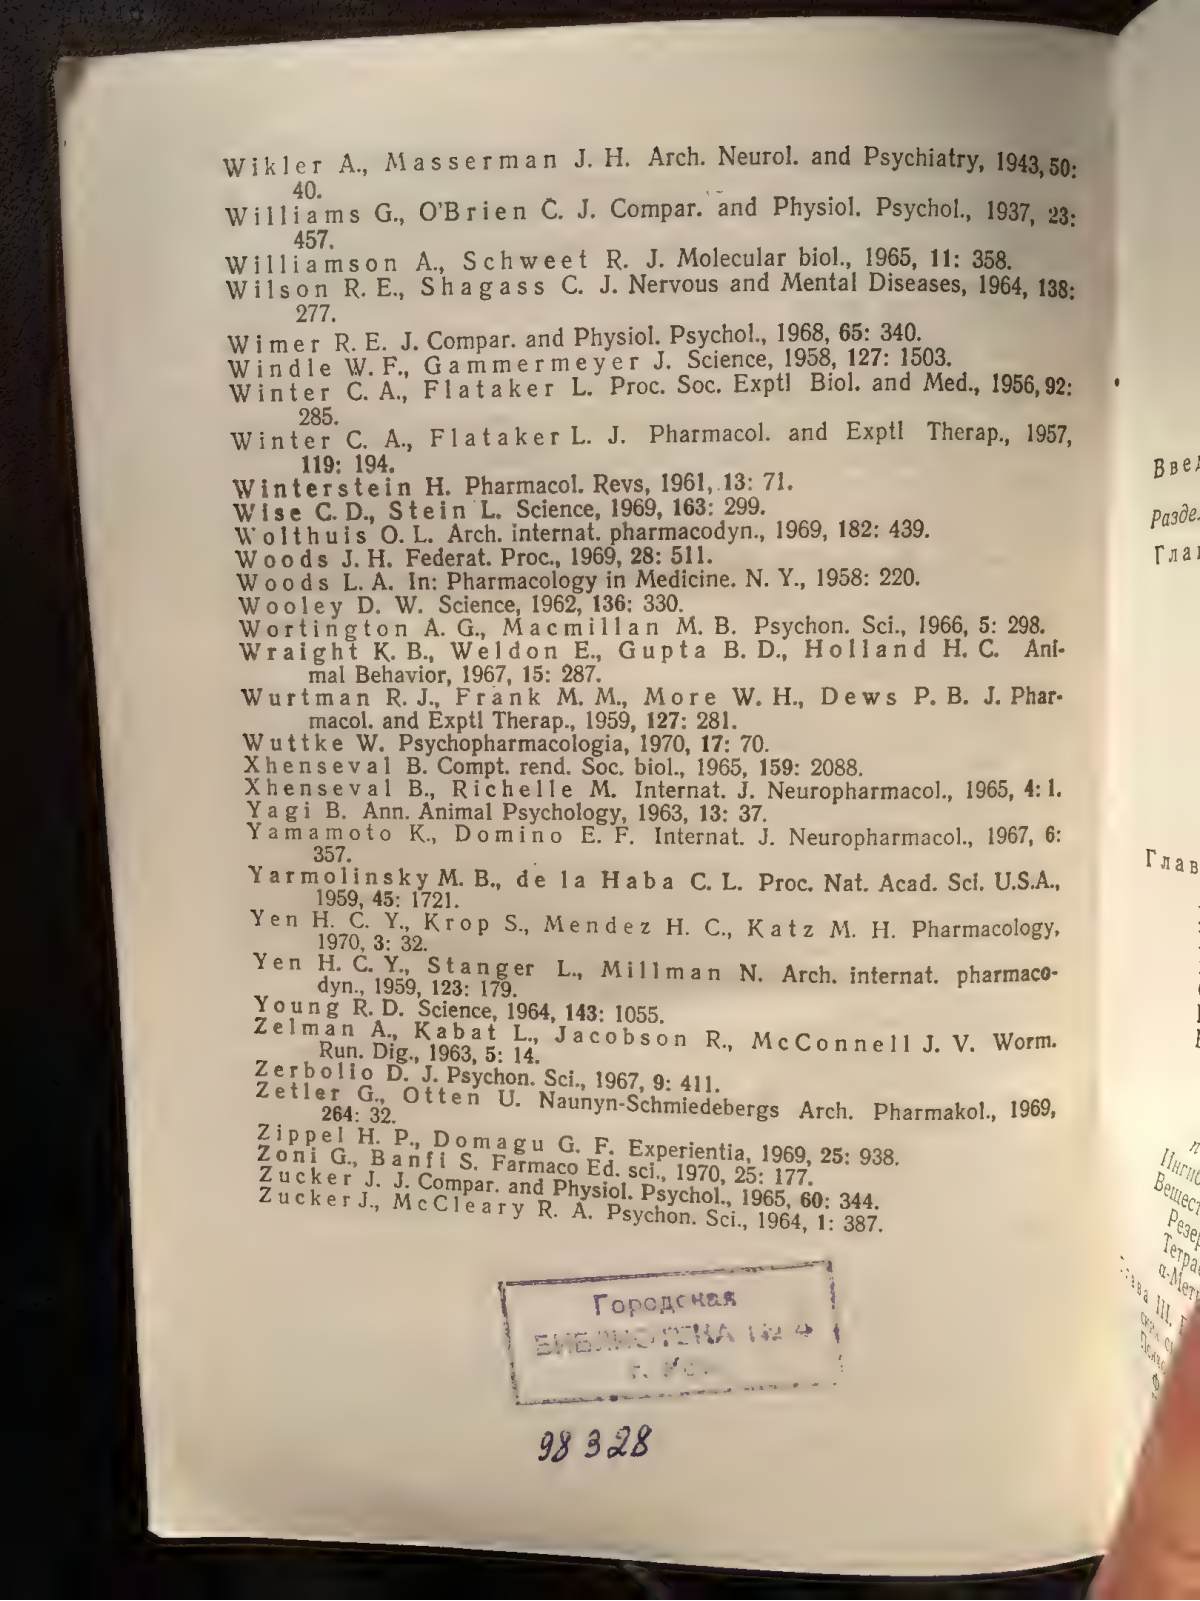 Wikler A., Masserman J. H. Arch. Neurol. and Psychiatry, 1943, 50:
40.
Williams G., O'Brien C. J. Compar. and Physiol. Psychol., 1937, 23:
457.
Williamson A., Schweet R. J. Molecular biol., 1965, 11: 358.
Wilson R. E., Shagass C. J. Nervous and Mental Diseases, 1964, 138:
277.
Wimer R. E. J. Compar. and Physiol. Psychol., 1968, 65: 340.
Windle W. F., Gammermeyer J. Science, 1958, 127: 1503.
Winter C. A., Flataker L. Proc. Soc. Exptl Biol. and Med., 1956, 92:
285.
Winter C. A., Flataker L. J. Pharmacol. and Exptl Therap., 1957,
119: 194.
Winterstein H. Pharmacol. Revs, 1961, 13: 71.
Wise C. D., Stein L. Science, 1969, 163: 299.
Wolthuis O. L. Arch. internat. pharmacodyn., 1969, 182: 439.
Woods J. H. Federat. Proc., 1969, 28: 511.
Woods L. A. In: Pharmacology in Medicine. N. Y., 1958: 220.
Wooley D. W. Science, 1962, 136: 330.
Wortington A. G., Macmillan M. B. Psychon. Sci., 1966, 5: 298.
Wraight K. B., Weldon E., Gupta B. D., Holland H. C. Ani-
mal Behavior, 1967, 15: 287.
Wurtman R. J., Frank M. M., More W. H., Dews P. B. J. Phar-
macol. and Exptl Therap., 1959, 127: 281.
Wuttke W. Psychopharmacologia, 1970, 17: 70.
Xhenseval B. Compt. rend. Soc. biol., 1965, 159: 2088.
Xhenseval B., Richelle M. Internat. J. Neuropharmacol., 1965, 4: 1.
Yagi B. Ann. Animal Psychology, 1963, 13: 37.
Yamamoto K., Domino E. F. Internat. J. Neuropharmacol., 1967, 6:
357.
Yarmolinsky M. B., de la Haba C. L. Proc. Nat. Acad. Sci. U.S.A.,
1959, 45: 1721.
Yen H. C. Y., Krop S., Mendez H. C., Katz M. H. Pharmacology,
1970, 3: 32.
Yen H. C. Y., Stanger L., Millman N. Arch. internat. pharmaco-
dyn., 1959, 123: 179.
Young R. D. Science, 1964, 143: 1055.
Zelman A., Kabat L., Jacobson R., McConnell J. V. Worm.
Run. Dig., 1963, 5: 14.
Zerbolio D. J. Psychon. Sci., 1967, 9: 411.
Zetler G., Otten U. Naunyn-Schmiedebergs Arch. Pharmakol., 1969,
264: 32.
Zippel H. P., Domagu G. F. Experientia, 1969, 25: 938.
Zoni G., Banfi S. Farmaco Ed. sci., 1970, 25: 177.
Zucker J. J. Compar. and Physiol. Psychol., 1965, 60: 344.
Zucker J., McCleary R. A. Psychon. Sci., 1964, 1: 387.
Городская
БИБЛИОТЕКА № 4
г.
98328